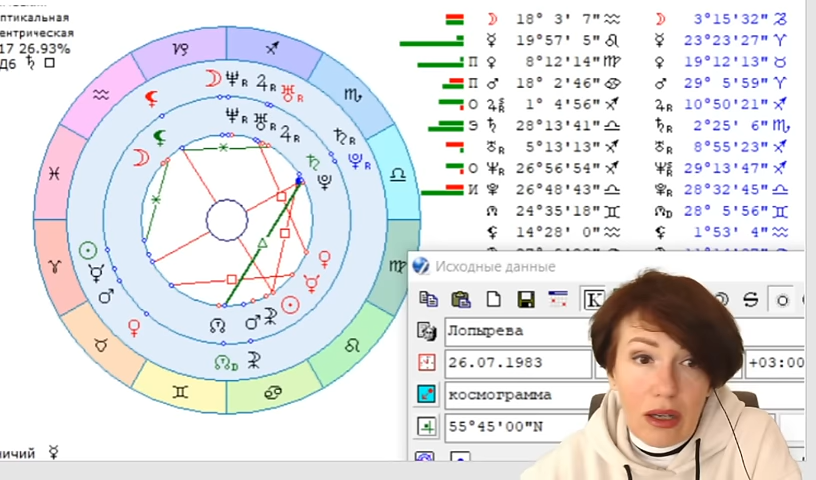 птикальная
ентрическая
17 26.93%
Д6 ♄ □
☽ 18° 3' 7"♒ ☽ 3°15'32"♑
☿ 19°57' 5"♌ ☿ 23°23'27"♈
П ♀ 8°12'14"♍ ♀ 19°12'13"♉
П ♂ 18° 2'46"♋ ♂ 29° 5'59"♈
О ♃ 1° 4'56"♐ ♃R 10°50'21"♐
Э ♄ 28°13'41"♎ ♄R 2°25' 6"♏
♅R 5°13'13"♐ ♅R 8°55'23"♐
О ♆R 26°56'54"♐ ♆R 29°13'47"♐
И 26°48'43"♎ R 28°32'45"♎
☊ 24°35'18"♊ ☊D 28° 5'56"♊
⚸ 14°28' 0"♏ ⚸ 1°53' 4"♏
Исходные данные
K S
Лопырева
26.07.1983
+03:00
космограмма
55°45'00"N
ничий ☿